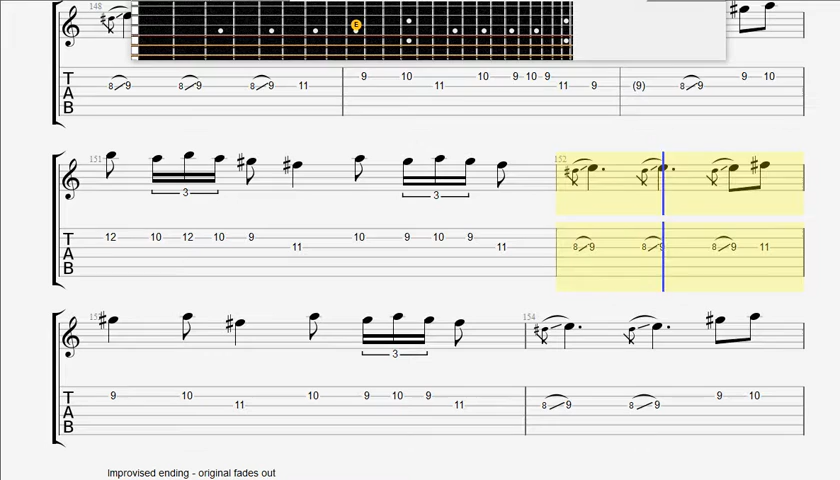 148
E
T 8 9 8 9 8 9 11 9 10 11 10 9 10 9 11 9 (9) 8 9 9 10
A
B
151 3 3 152
T 12 10 12 10 9 11 10 9 10 9 11 8 9 8 9 8 9 11
A
B
3 154
T 9 10 11 10 9 10 9 11 8 9 8 9 9 10
A
B
Improvised ending - original fades out